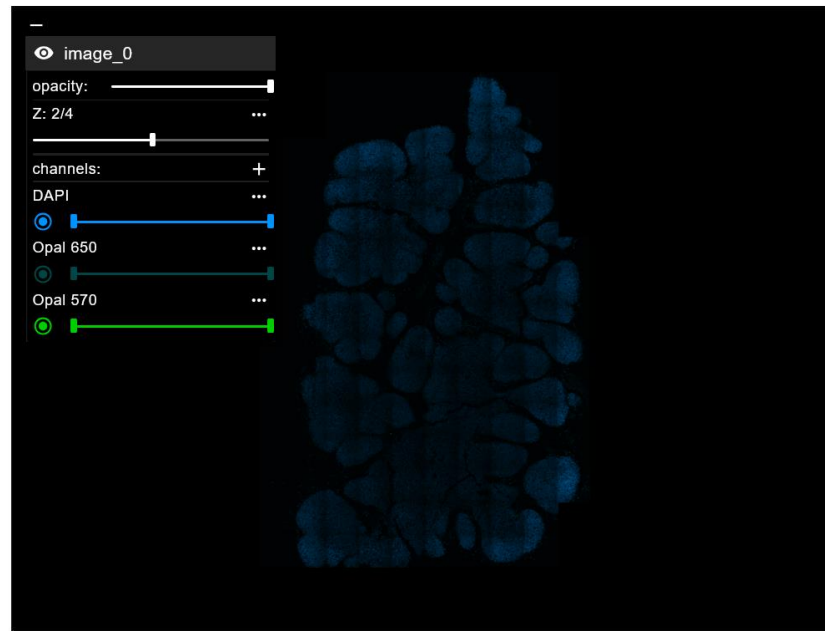 image_0
opacity:
Z: 2/4
channels:
DAPI
Opal 650
Opal 570